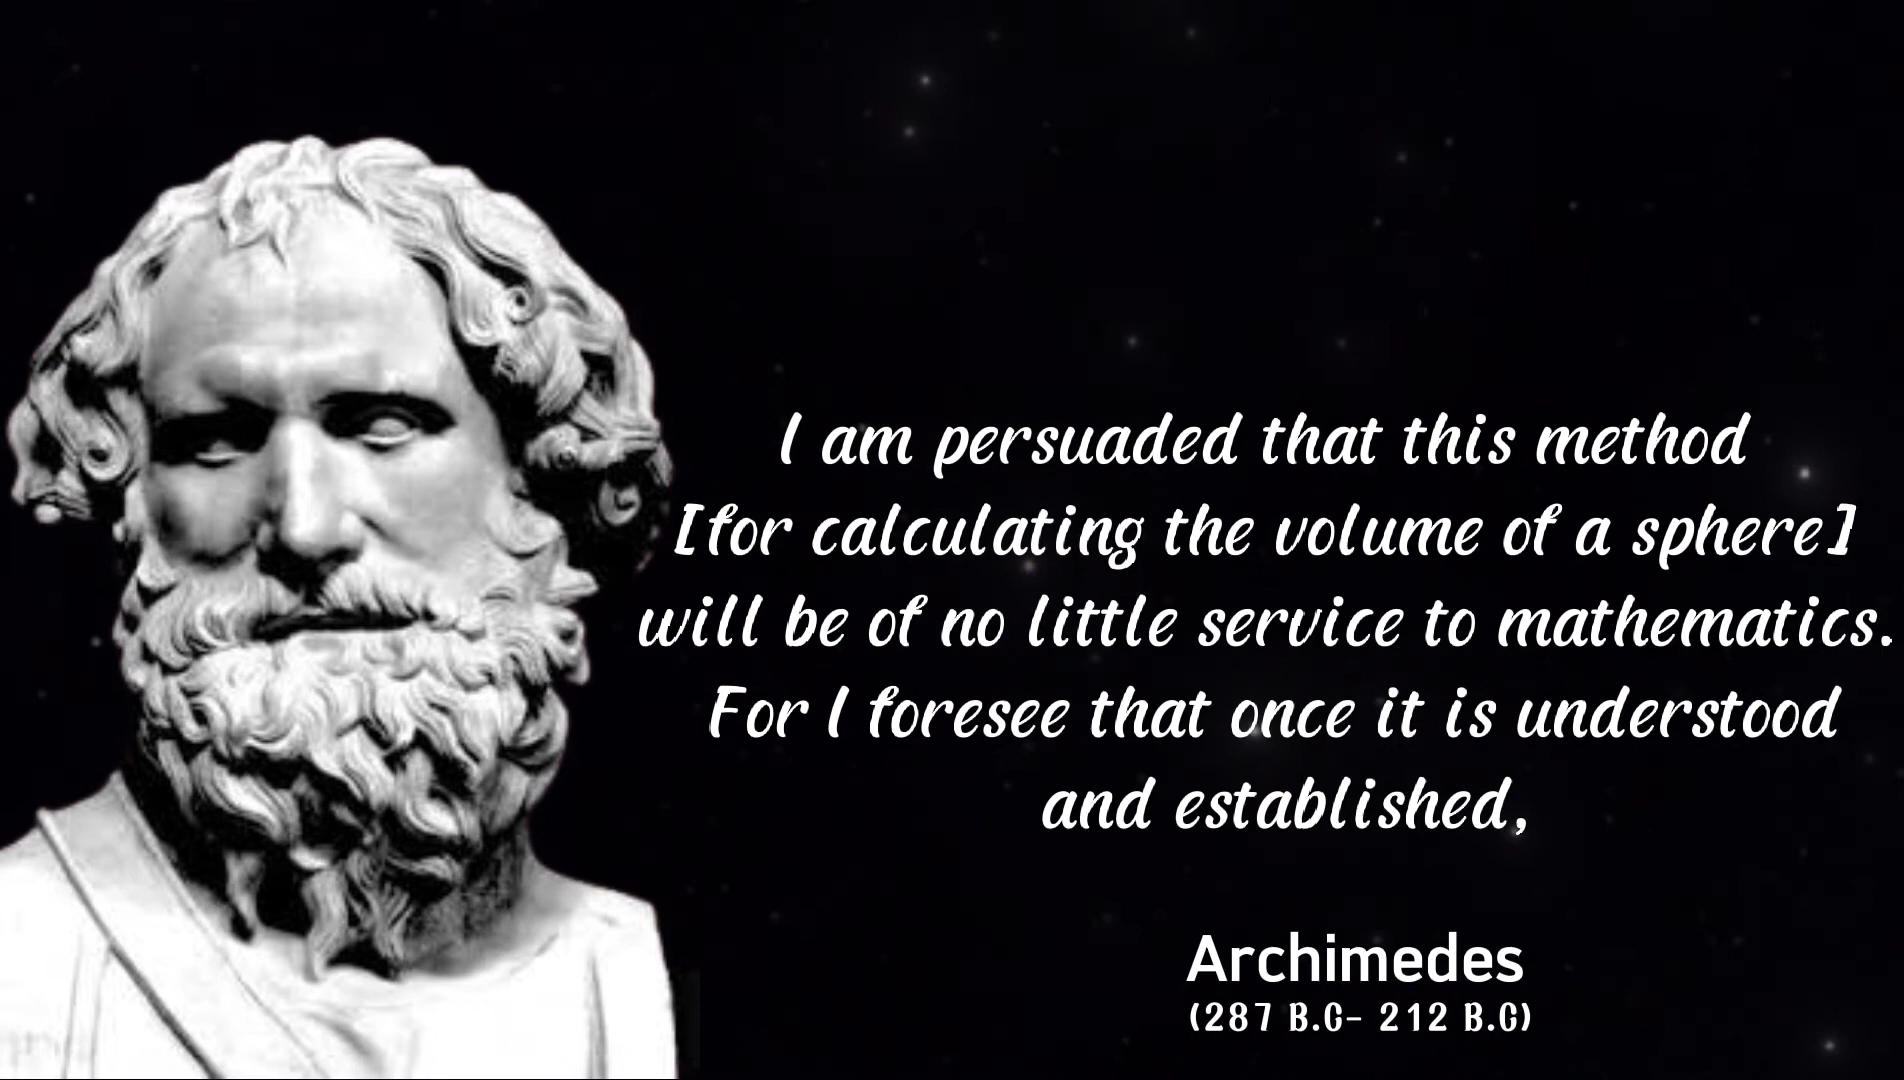 I am persuaded that this method
[for calculating the volume of a sphere]
will be of no little service to mathematics.
For I foresee that once it is understood
and established,
Archimedes
(287 B.C- 212 B.C)